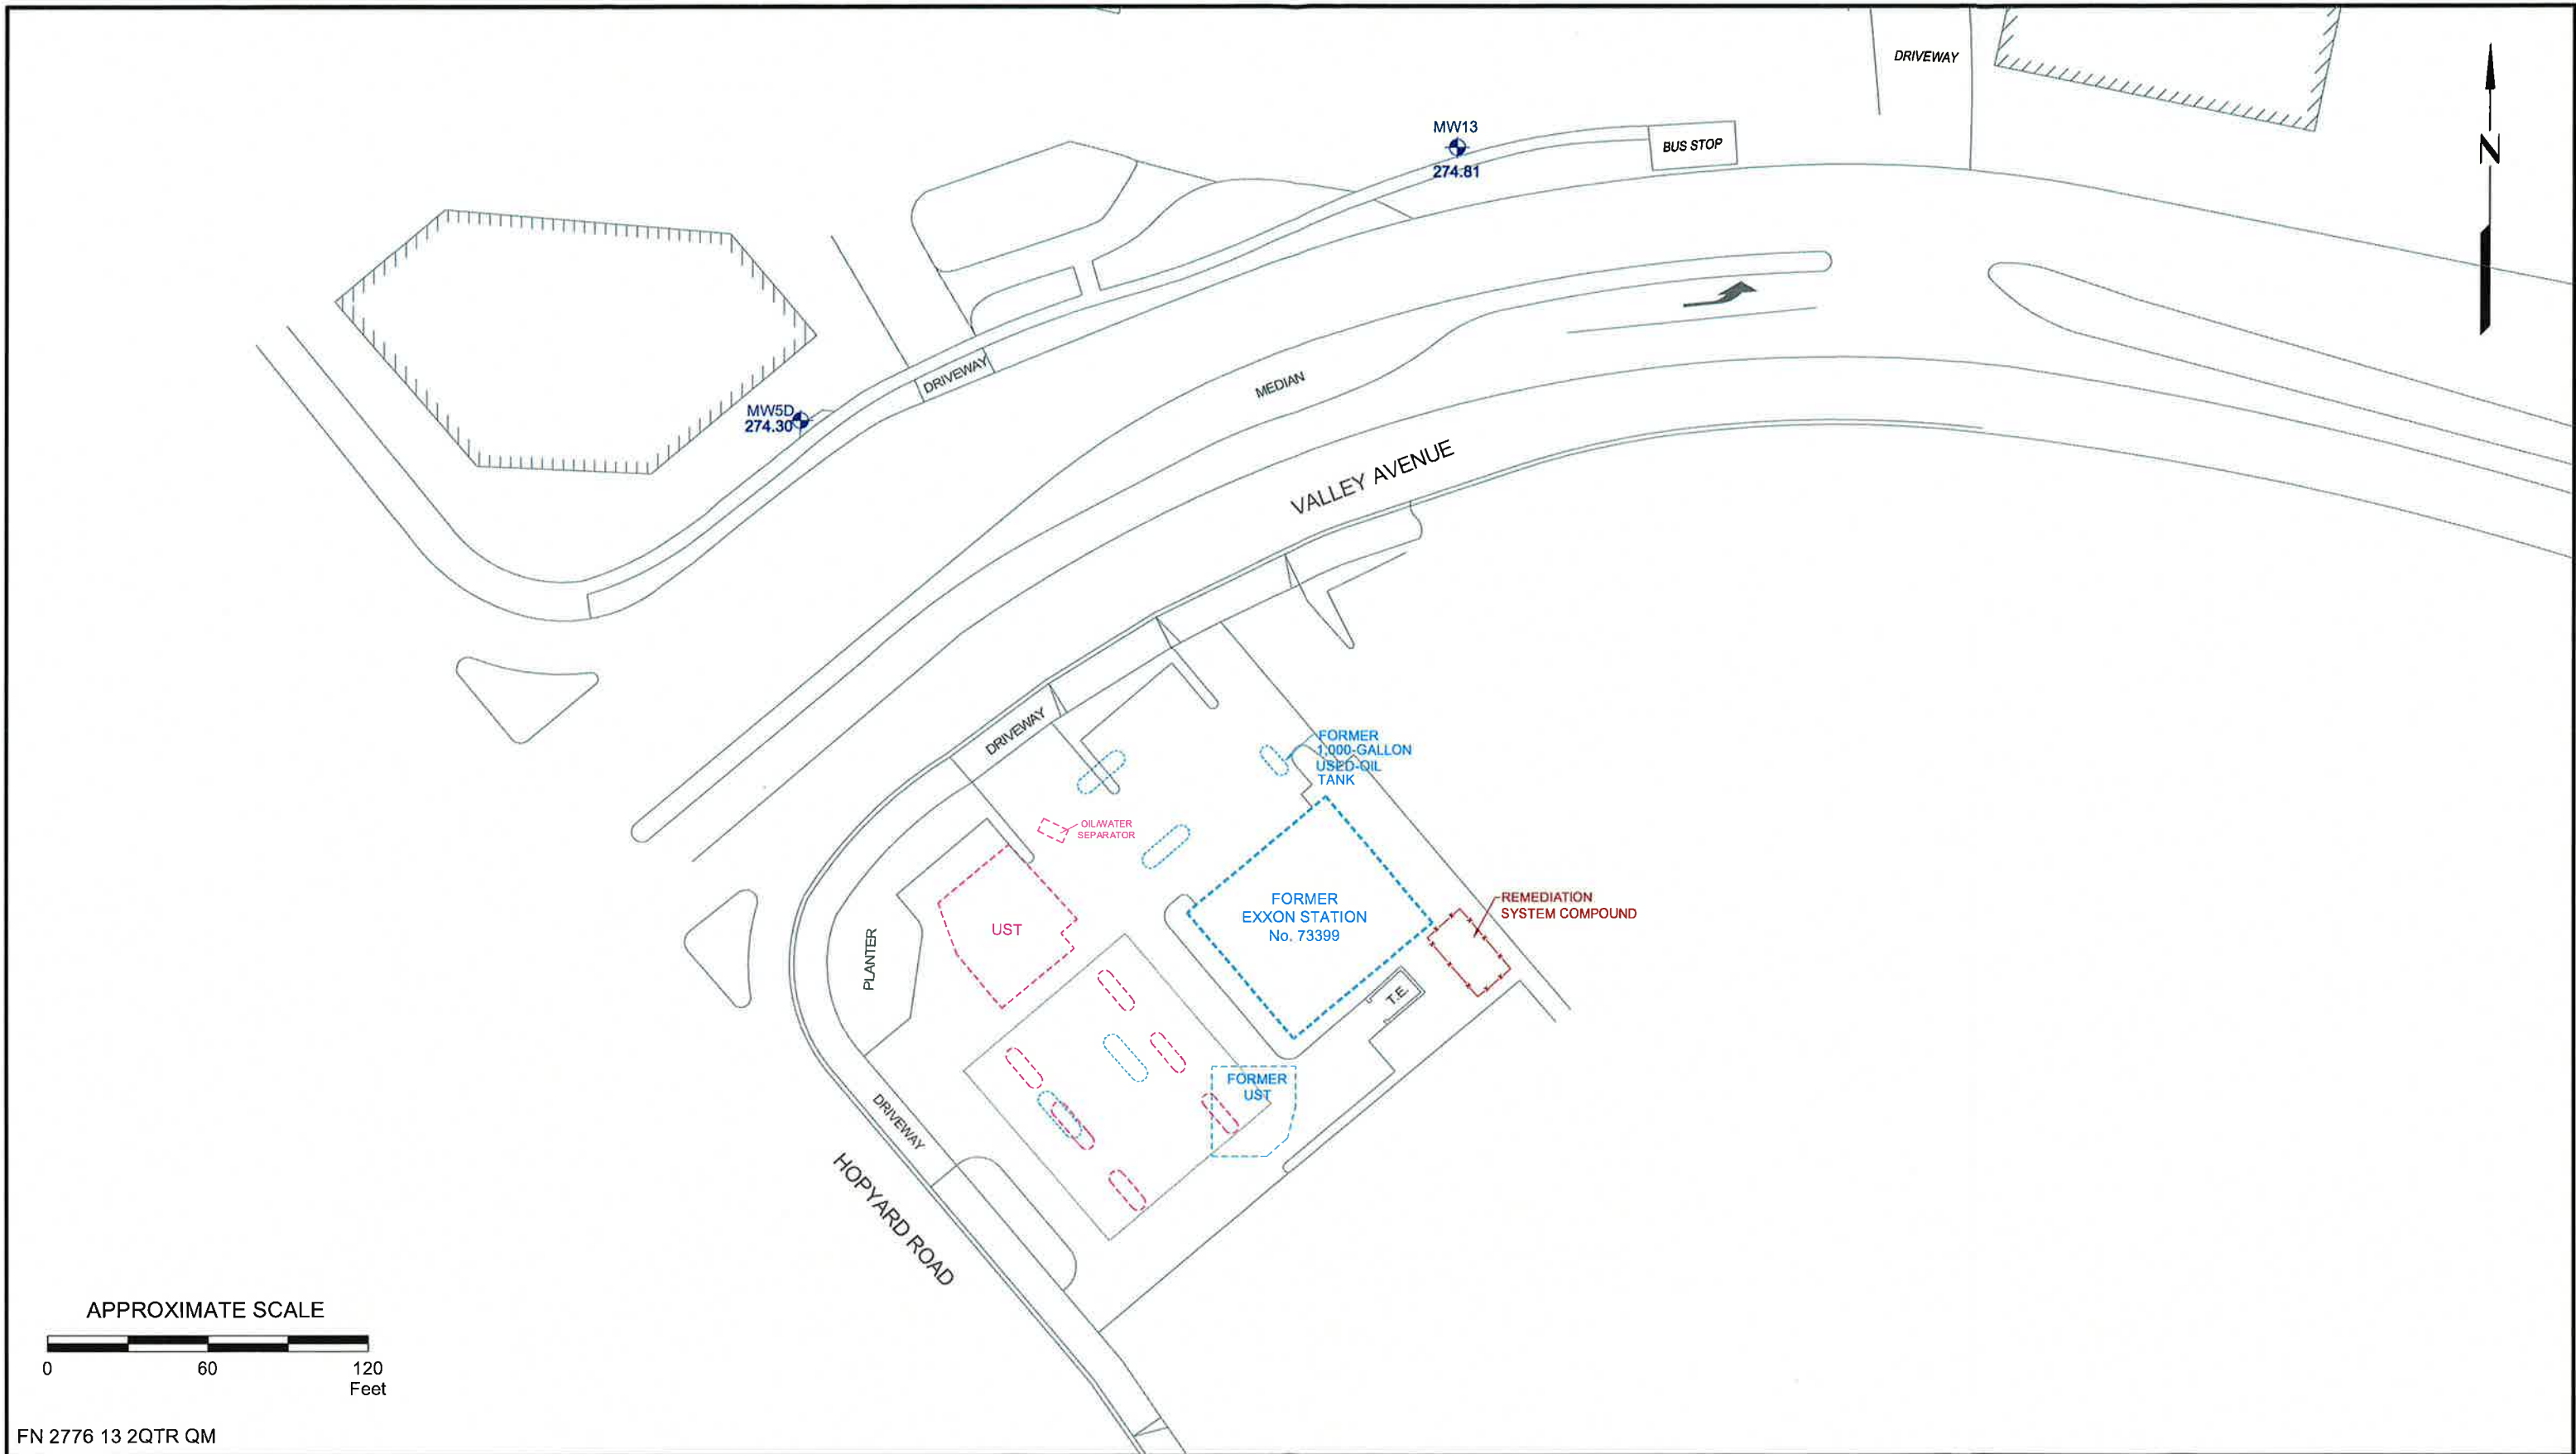 DRIVEWAY
MW13
274.81
BUS STOP
N
DRIVEWAY
MEDIAN
MW5D
274.30
VALLEY AVENUE
DRIVEWAY
FORMER
1,000-GALLON
USED-OIL
TANK
OIL/WATER
SEPARATOR
FORMER
EXXON STATION
No. 73399
REMEDIATION
SYSTEM COMPOUND
UST
PLANTER
T.E.
FORMER
UST
DRIVEWAY
HOPYARD ROAD
APPROXIMATE SCALE
0 60 120
Feet
FN 2776 13 2QTR QM